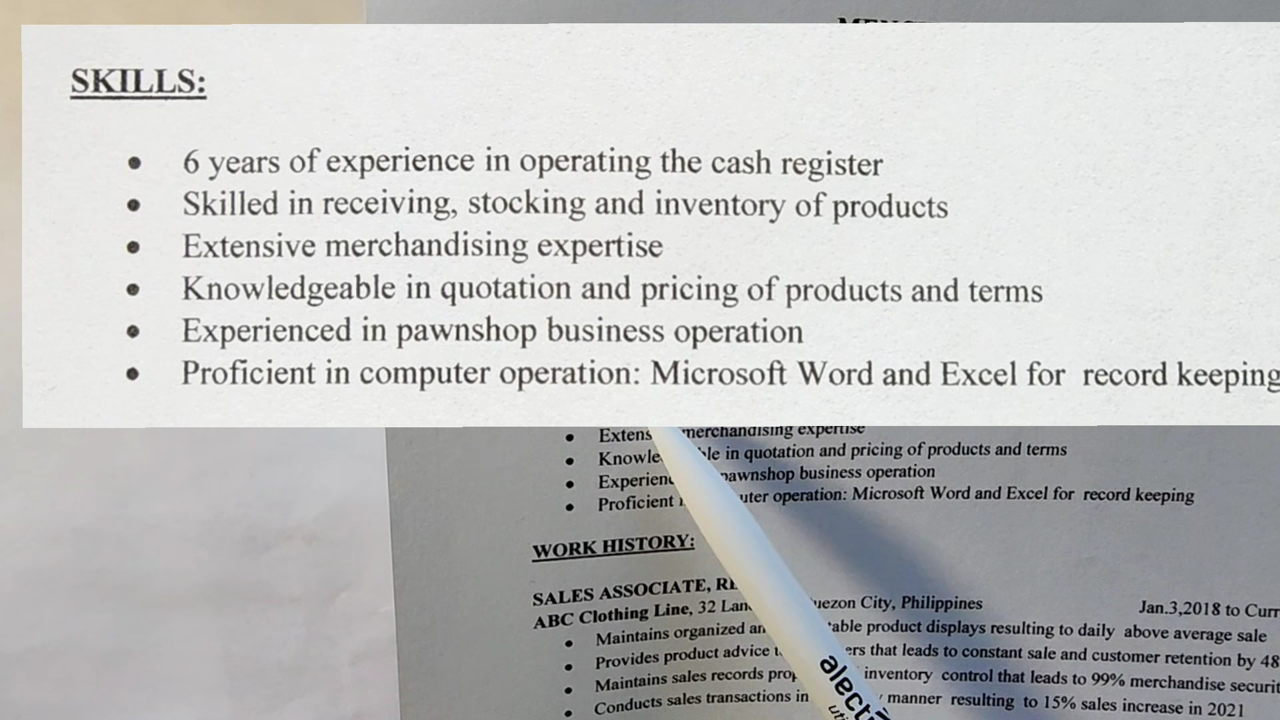 SKILLS:
6 years of experience in operating the cash register
Skilled in receiving, stocking and inventory of products
Extensive merchandising expertise
Knowledgeable in quotation and pricing of products and terms
Experienced in pawnshop business operation
Proficient in computer operation: Microsoft Word and Excel for record keeping
merchandising expertise
in quotation and pricing of products and terms
pawnshop business operation
Proficient operation: Microsoft Word and Excel for record keeping
WORK HISTORY:
SALES ASSOCIATE,
ABC Clothing Line, 32 City, Philippines Jan.3,2018 to
Maintains organized product displays resulting to daily above average sale
Provides product advice that leads to constant sale and customer retention by
Maintains sales records inventory control that leads to 99% merchandise
Conducts sales transactions in manner resulting to 15% sales increase in 2021